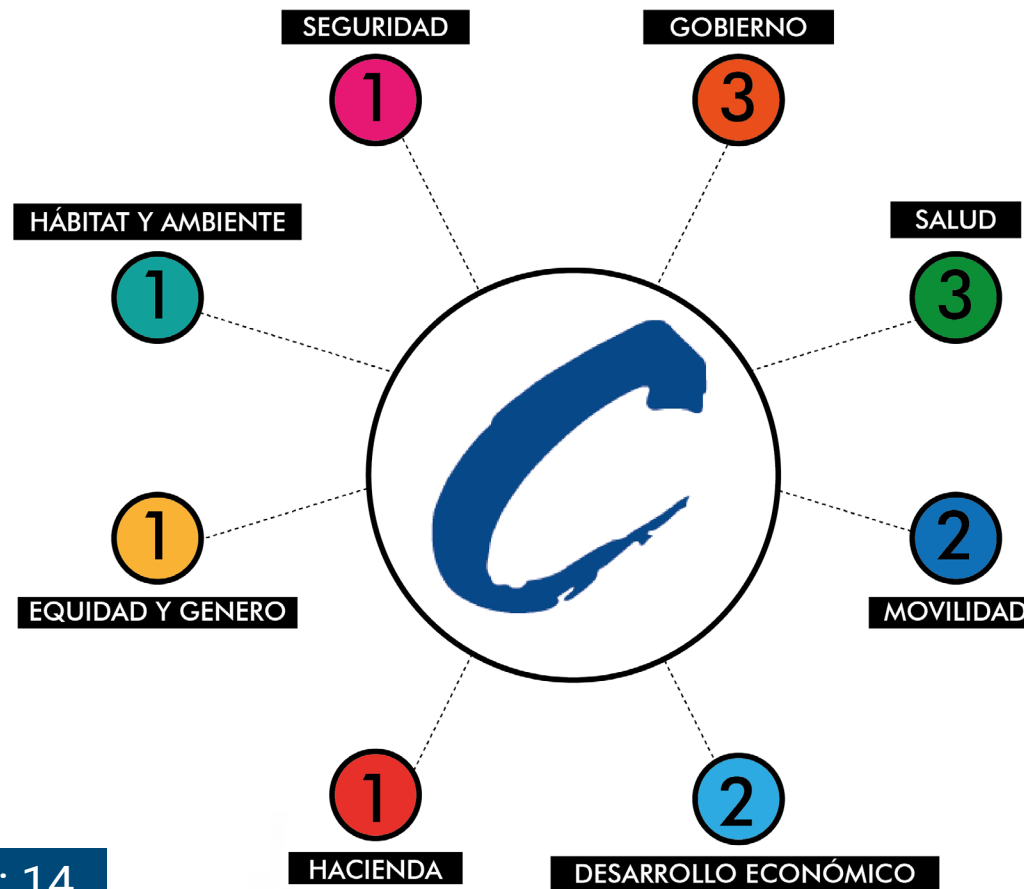 SEGURIDAD
1
GOBIERNO
3
HÁBITAT Y AMBIENTE
1
SALUD
3
1
EQUIDAD Y GENERO
2
MOVILIDAD
1
HACIENDA
2
DESARROLLO ECONÓMICO
: 14